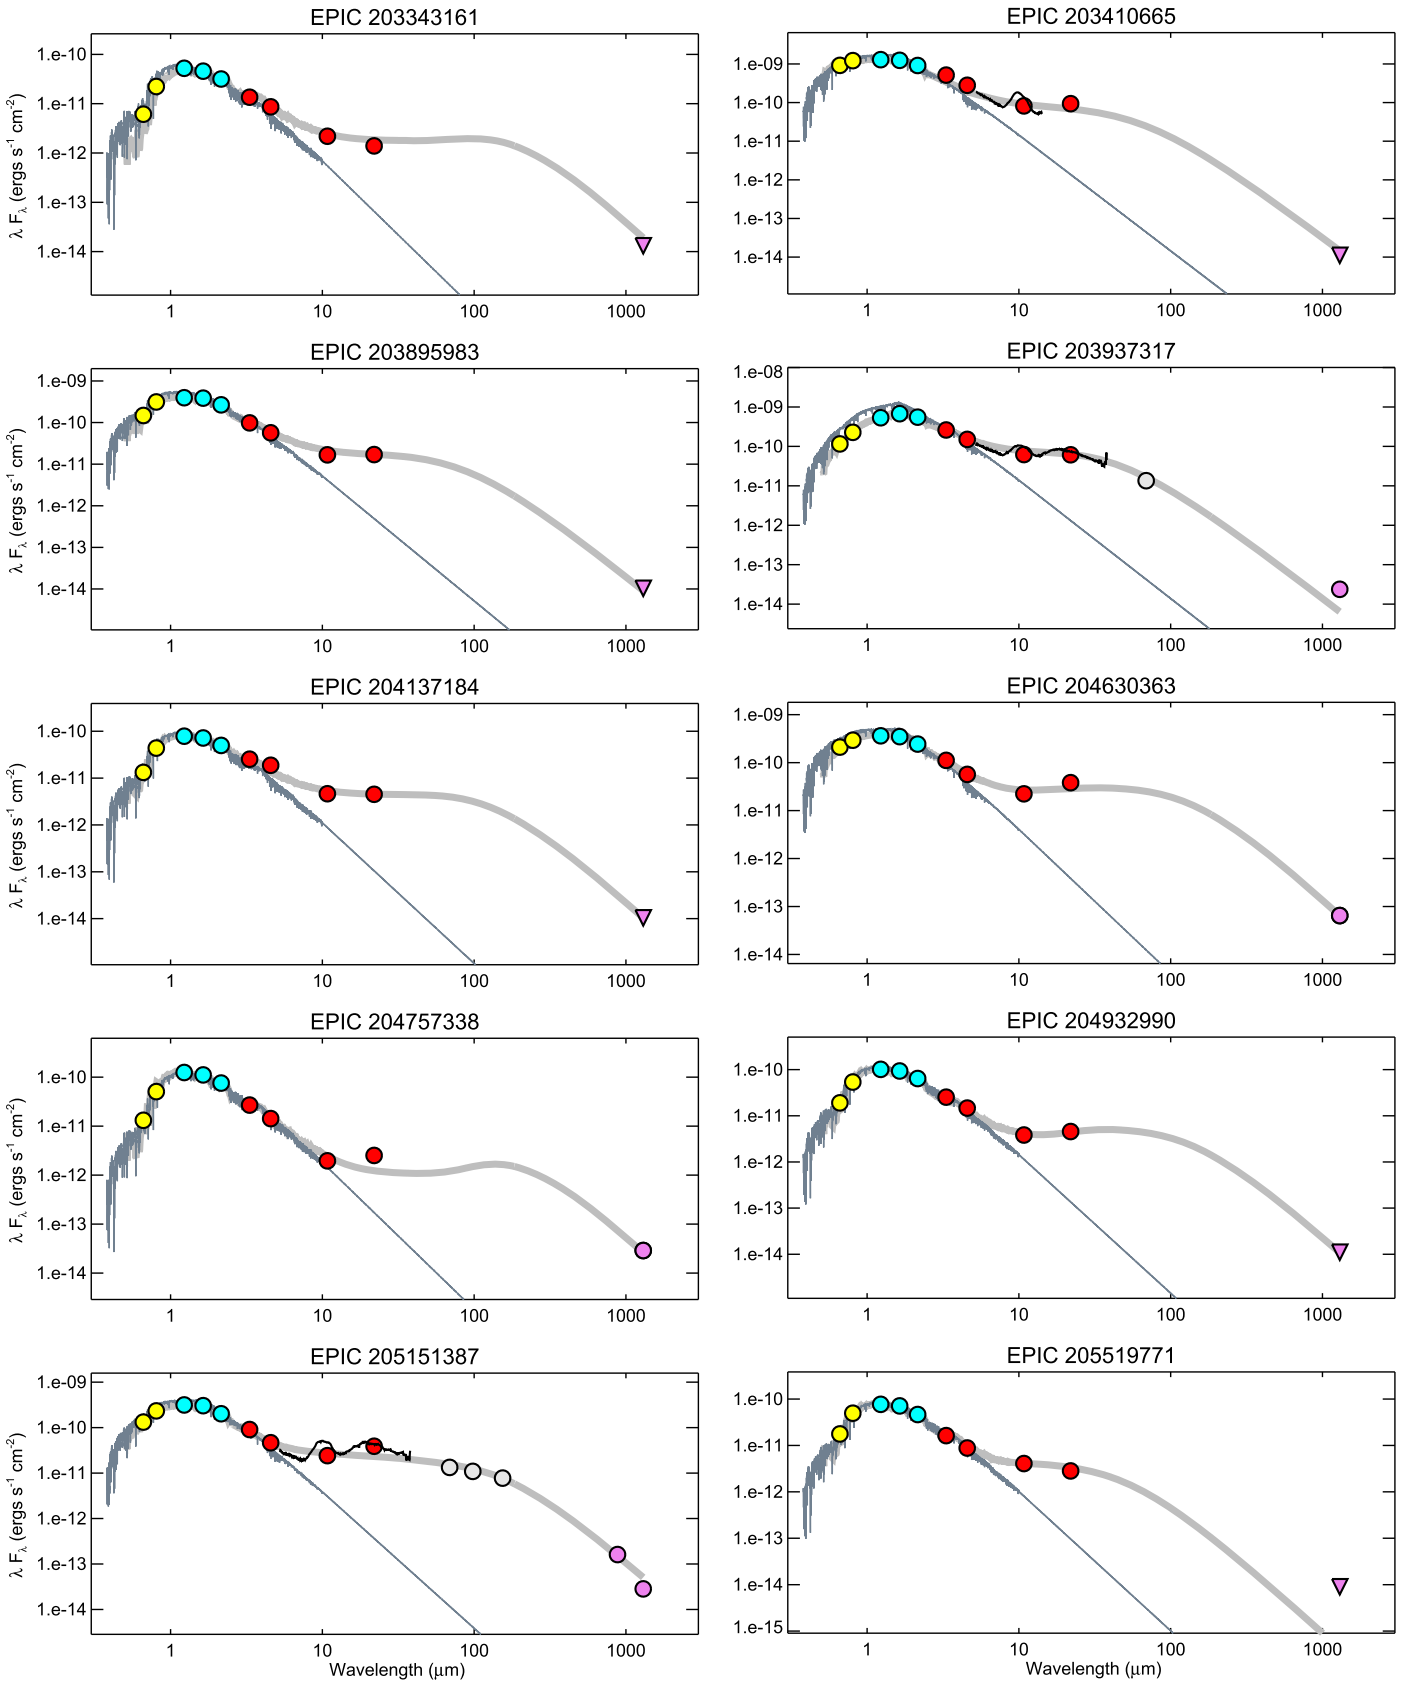 EPIC 203343161
EPIC 203410665
1.e-10
1.e-11
1.e-12
1.e-13
1.e-14
λ Fλ (ergs s-1 cm-2)
1 10 100 1000
1.e-09
1.e-10
1.e-11
1.e-12
1.e-13
1.e-14
1 10 100 1000
EPIC 203895983
EPIC 203937317
1.e-09
1.e-10
1.e-11
1.e-12
1.e-13
1.e-14
λ Fλ (ergs s-1 cm-2)
1 10 100 1000
1.e-08
1.e-09
1.e-10
1.e-11
1.e-12
1.e-13
1.e-14
1 10 100 1000
EPIC 204137184
EPIC 204630363
1.e-10
1.e-11
1.e-12
1.e-13
1.e-14
λ Fλ (ergs s-1 cm-2)
1 10 100 1000
1.e-09
1.e-10
1.e-11
1.e-12
1.e-13
1.e-14
1 10 100 1000
EPIC 204757338
EPIC 204932990
1.e-10
1.e-11
1.e-12
1.e-13
1.e-14
λ Fλ (ergs s-1 cm-2)
1 10 100 1000
1.e-10
1.e-11
1.e-12
1.e-13
1.e-14
1 10 100 1000
EPIC 205151387
EPIC 205519771
1.e-09
1.e-10
1.e-11
1.e-12
1.e-13
1.e-14
λ Fλ (ergs s-1 cm-2)
1 10 100 1000
Wavelength (μm)
1.e-10
1.e-11
1.e-12
1.e-13
1.e-14
1.e-15
1 10 100 1000
Wavelength (μm)